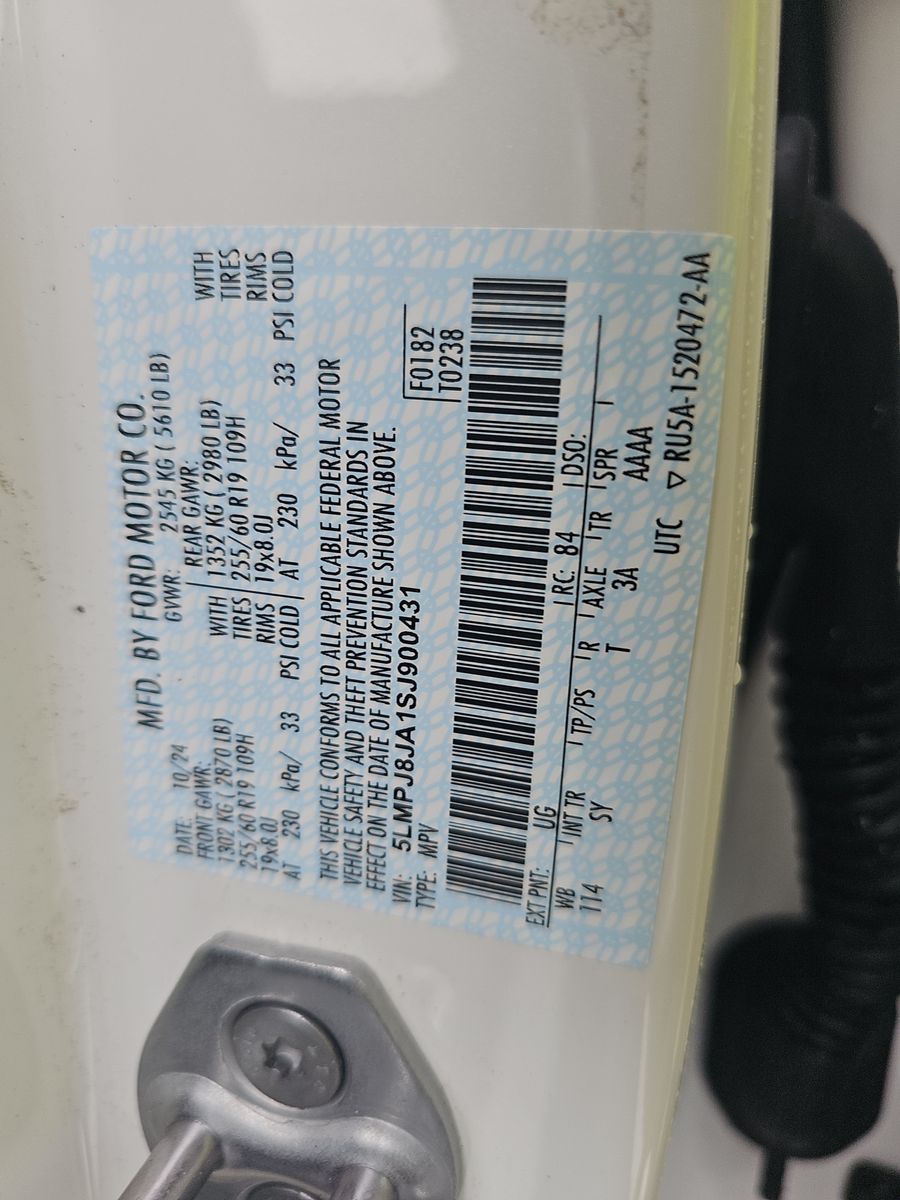 MFD. BY FORD MOTOR CO.
DATE: 10/24 GVWR: 2545 KG ( 5610 LB)
FRONT GAWR: REAR GAWR:
1302 KG ( 2870 LB) WITH 1352 KG ( 2980 LB) WITH
255/60 R19 109H TIRES 255/60 R19 109H TIRES
19x8.0J RIMS 19x8.0J RIMS
AT 230 kPa/ 33 PSI COLD AT 230 kPa/ 33 PSI COLD
THIS VEHICLE CONFORMS TO ALL APPLICABLE FEDERAL MOTOR
VEHICLE SAFETY AND THEFT PREVENTION STANDARDS IN
EFFECT ON THE DATE OF MANUFACTURE SHOWN ABOVE.
VIN: 5LMPJ8JA1SJ900431 F0182
TYPE: MPV T0238
EXT PNT: UG RC: 84 DSO:
WB INT TR TP/PS R AXLE TR SPR
114 SY T 3A AAAA
UTC ▽ RU5A-1520472-AA